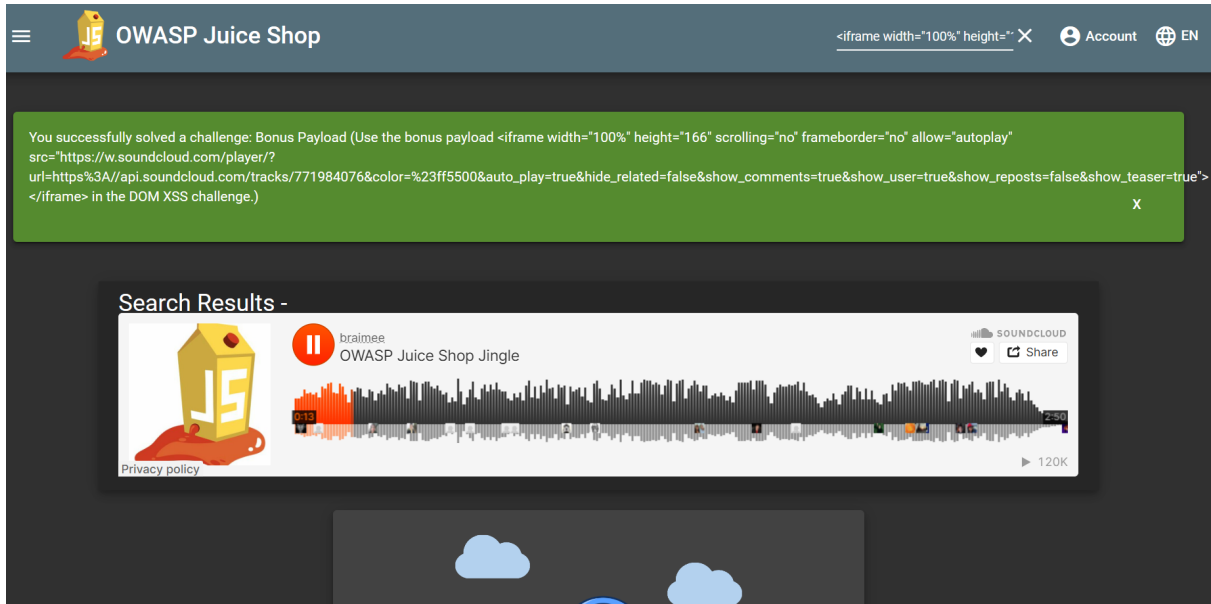 OWASP Juice Shop
<iframe width="100%" height="
Account
EN
You successfully solved a challenge: Bonus Payload (Use the bonus payload <iframe width="100%" height="166" scrolling="no" frameborder="no" allow="autoplay"
src="https://w.soundcloud.com/player/?
url=https%3A//api.soundcloud.com/tracks/771984076&color=%23ff5500&auto_play=true&hide_related=false&show_comments=true&show_user=true&show_reposts=false&show_teaser=true">
</iframe> in the DOM XSS challenge.)
X
Search Results -
JS
braimee
OWASP Juice Shop Jingle
SOUNDCLOUD
Share
0:13
2:50
Privacy policy
120K